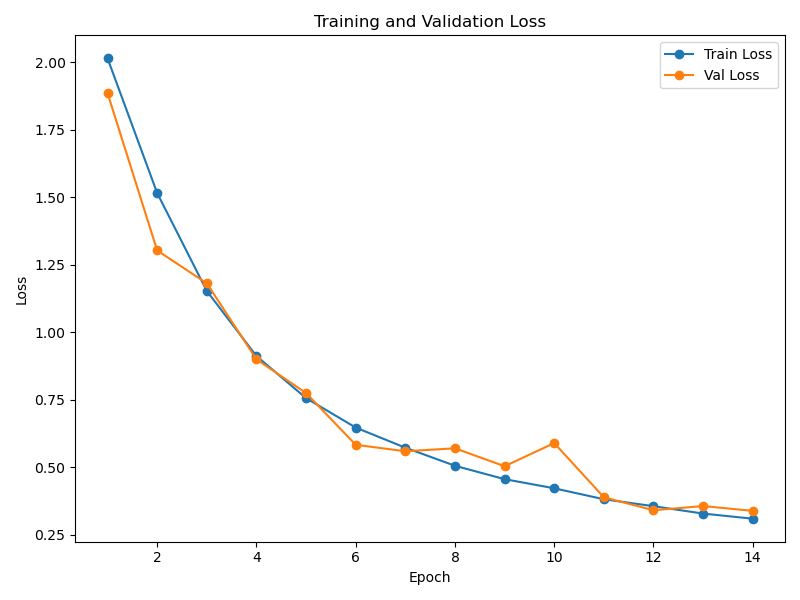 Training and Validation Loss
Train Loss
Val Loss
2.00
1.75
1.50
1.25
1.00
0.75
0.50
0.25
Loss
2 4 6 8 10 12 14
Epoch